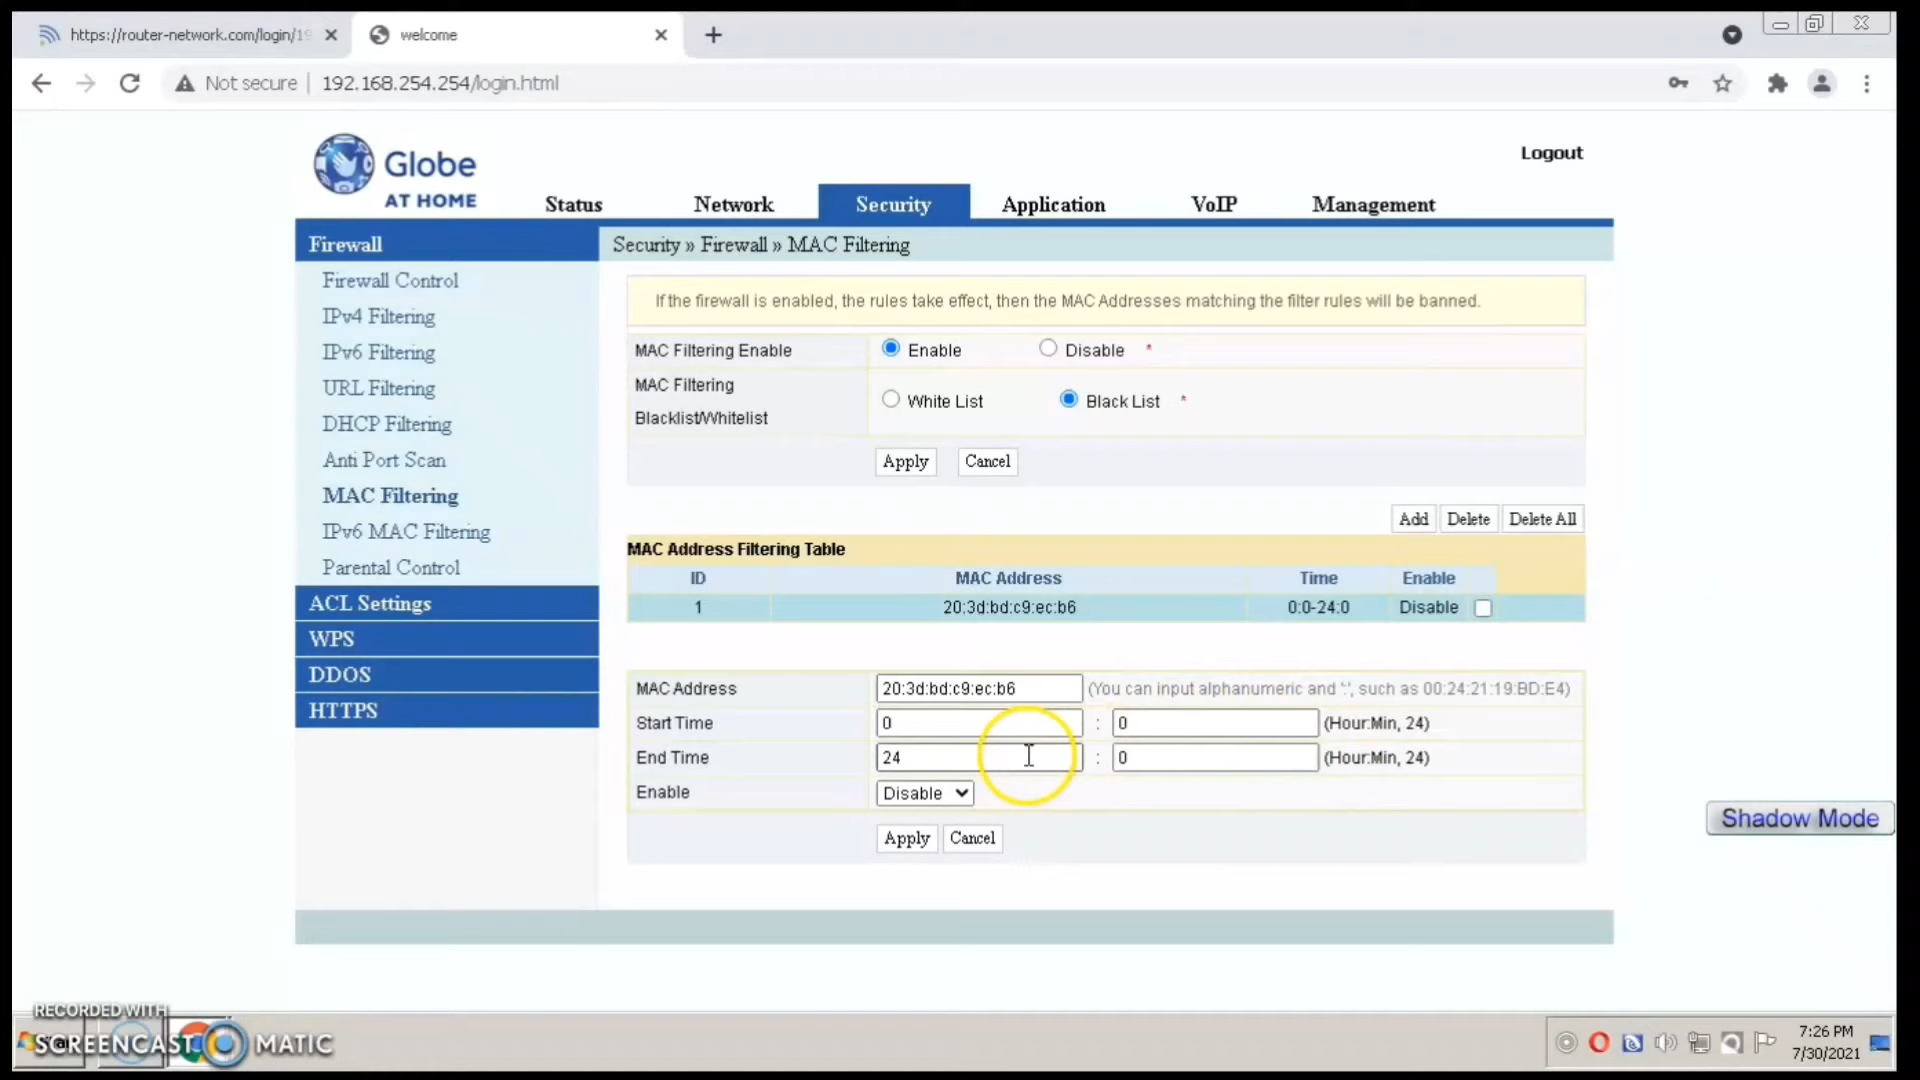 https://router-network.com/login/19
welcome
Not secure | 192.168.254.254/login.html
Globe
AT HOME
Logout
Status Network Security Application VoIP Management
Firewall
Security » Firewall » MAC Filtering
Firewall Control
IPv4 Filtering
IPv6 Filtering
URL Filtering
DHCP Filtering
Anti Port Scan
MAC Filtering
IPv6 MAC Filtering
Parental Control
ACL Settings
WPS
DDOS
HTTPS
If the firewall is enabled, the rules take effect, then the MAC Addresses matching the filter rules will be banned.
MAC Filtering Enable Enable Disable *
MAC Filtering
Blacklist/Whitelist
White List Black List *
Apply Cancel
Add Delete Delete All
MAC Address Filtering Table
ID MAC Address Time Enable
1 20:3d:bd:c9:ec:b6 0:0-24:0 Disable
MAC Address 20:3d:bd:c9:ec:b6 (You can input alphanumeric and ':', such as 00:24:21:19:BD:E4)
Start Time 0 : 0 (Hour:Min, 24)
End Time 24 : 0 (Hour:Min, 24)
Enable Disable
Apply Cancel
Shadow Mode
RECORDED WITH
SCREENCAST MATIC
7:26 PM
7/30/2021